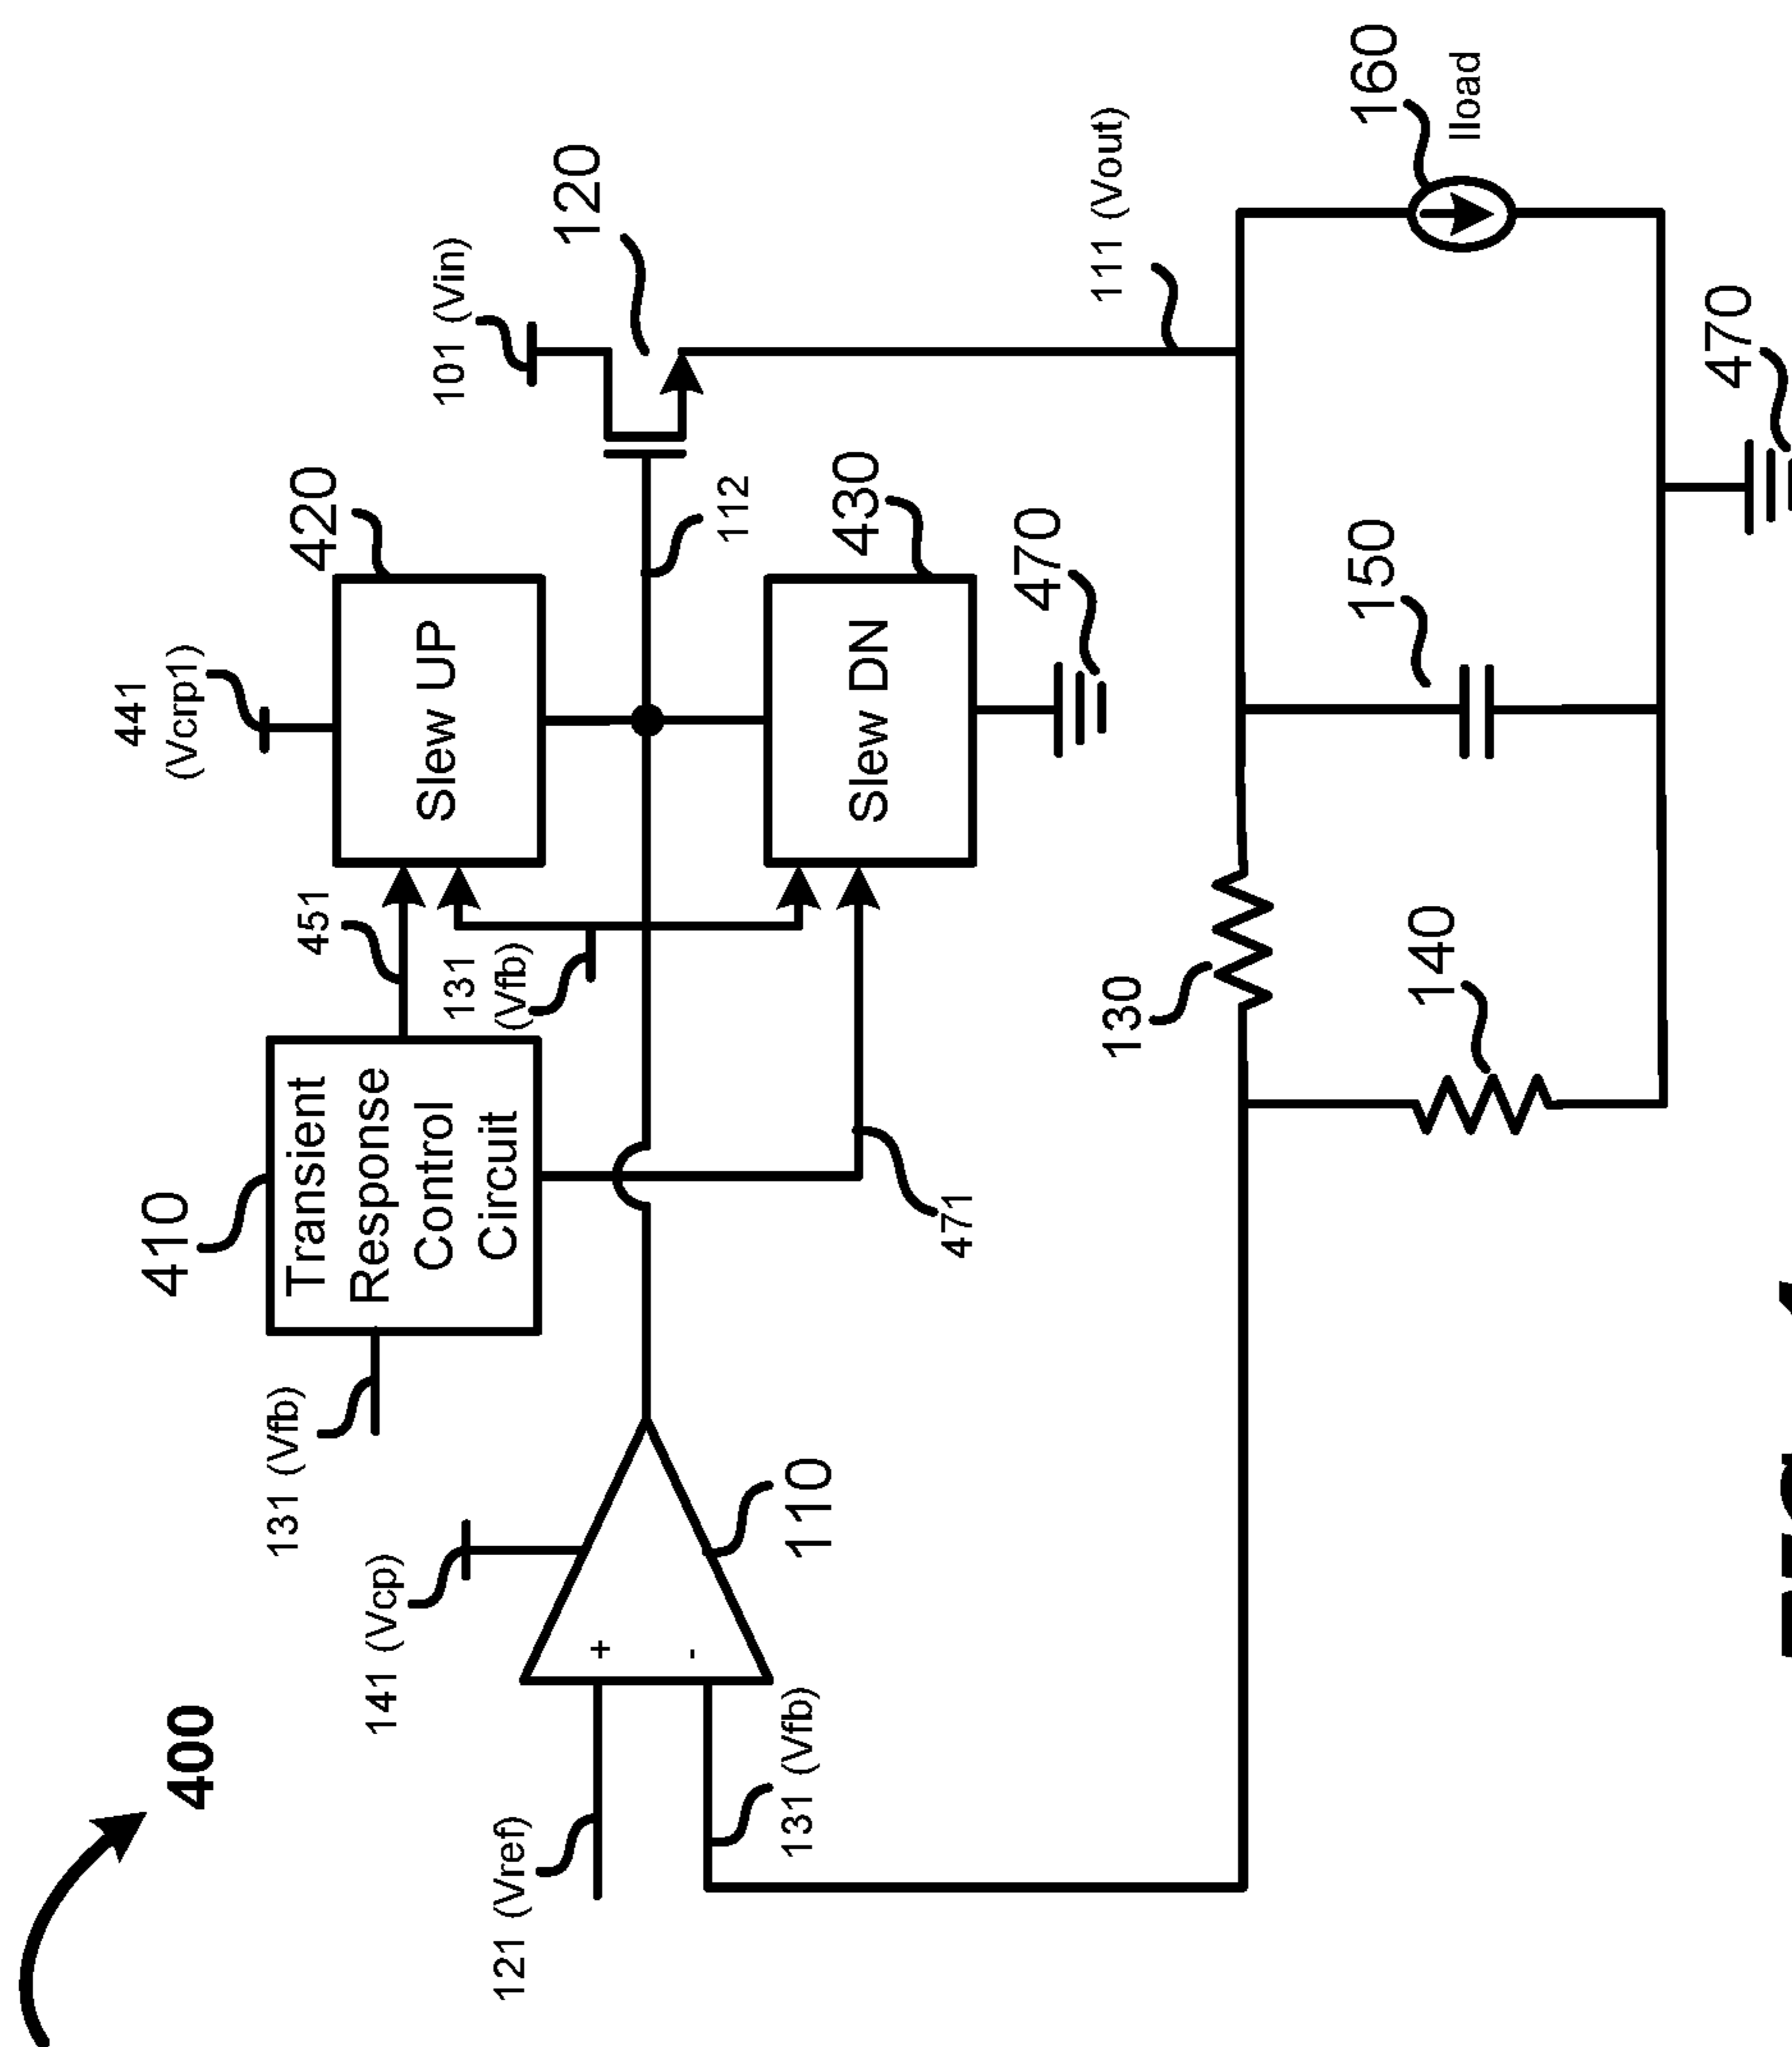 400
410
Transient
Response
Control
Circuit
131 (Vfb)
451
441
(Vcrp1)
420
Slew UP
101 (Vin)
120
131
(Vfb)
112
Slew DN
430
470
471
141 (Vcp)
121 (Vref)
+
-
110
131 (Vfb)
111 (Vout)
130
140
150
160
Iload
470